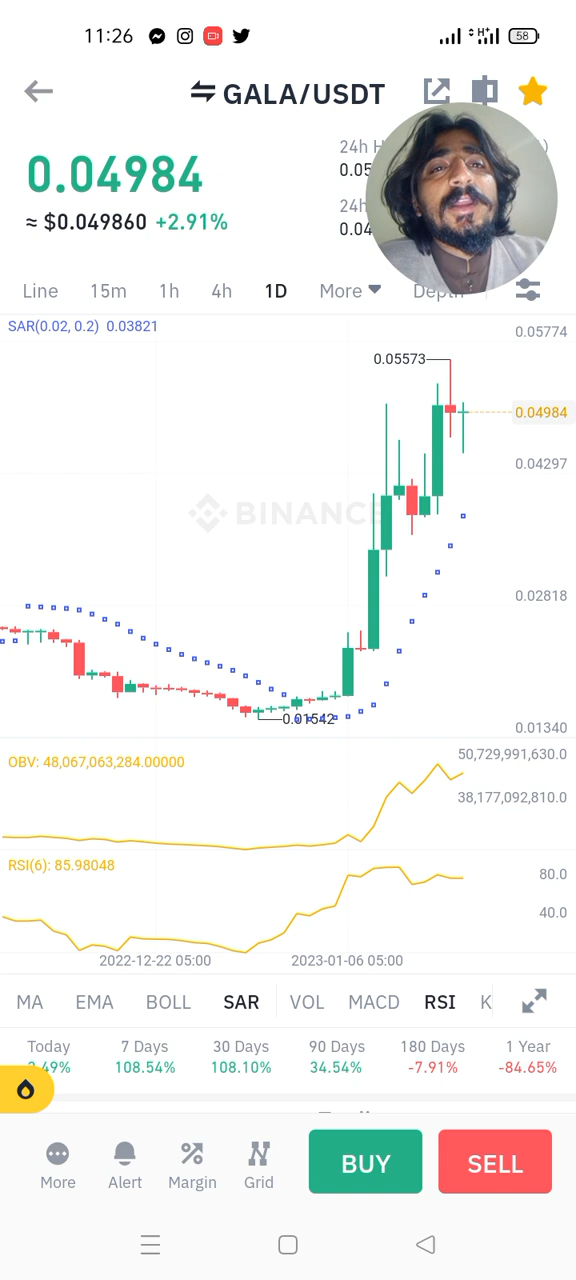 11:26
58
GALA/USDT
0.04984
≈ $0.049860 +2.91%
24h
0.05
24h
0.04
Line 15m 1h 4h 1D More Depth
SAR(0.02, 0.2) 0.03821
0.05774
0.05573
0.04984
0.04297
BINANCE
0.02818
0.01542
0.01340
OBV: 48,067,063,284.00000
50,729,991,630.0
38,177,092,810.0
RSI(6): 85.98048
80.0
40.0
2022-12-22 05:00 2023-01-06 05:00
MA EMA BOLL SAR VOL MACD RSI K
Today 7 Days 30 Days 90 Days 180 Days 1 Year
.49% 108.54% 108.10% 34.54% -7.91% -84.65%
More Alert Margin Grid BUY SELL